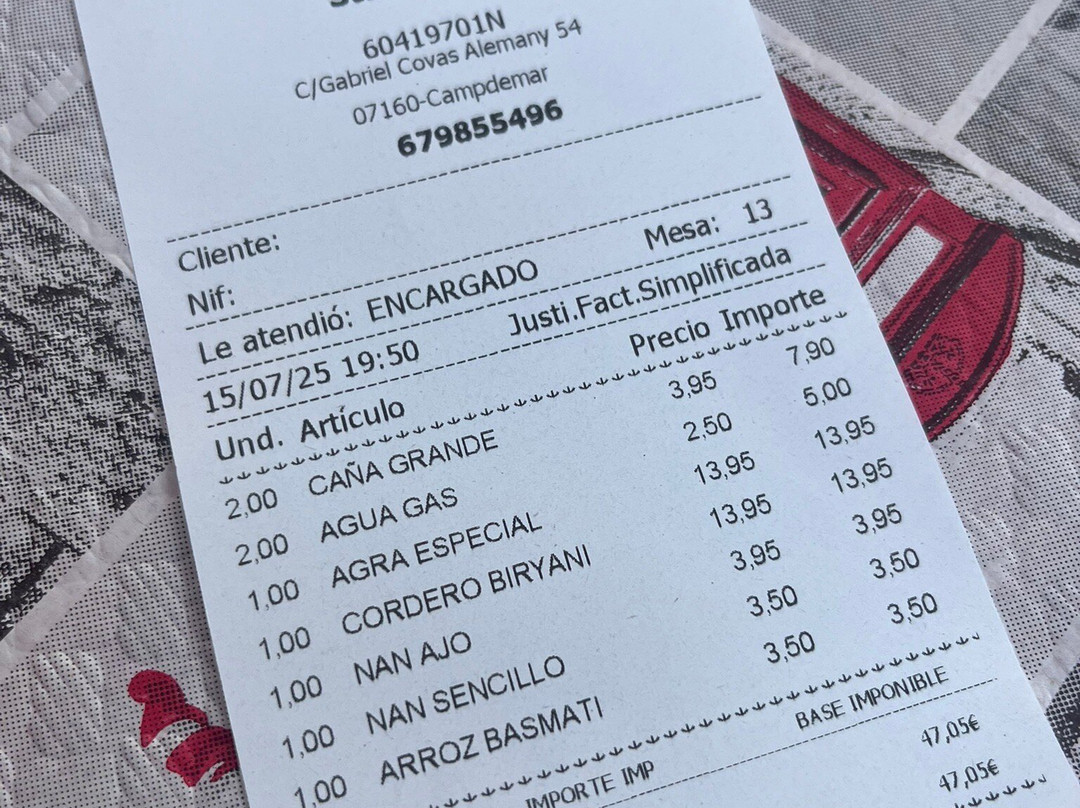 60419701N
C/Gabriel Covas Alemany 54
07160-Campdemar
679855496
Cliente:
Nif:
Le atendió: ENCARGADO Mesa: 13
15/07/25 19:50 Justi.Fact.Simplificada
Und. Artículo Precio Importe
2,00 CAÑA GRANDE 3,95 7,90
2,00 AGUA GAS 2,50 5,00
1,00 AGRA ESPECIAL 13,95 13,95
1,00 CORDERO BIRYANI 13,95 13,95
1,00 NAN AJO 3,95 3,95
1,00 NAN SENCILLO 3,50 3,50
1,00 ARROZ BASMATI 3,50 3,50
IMPORTE IMP BASE IMPONIBLE
47,05€
47,05€